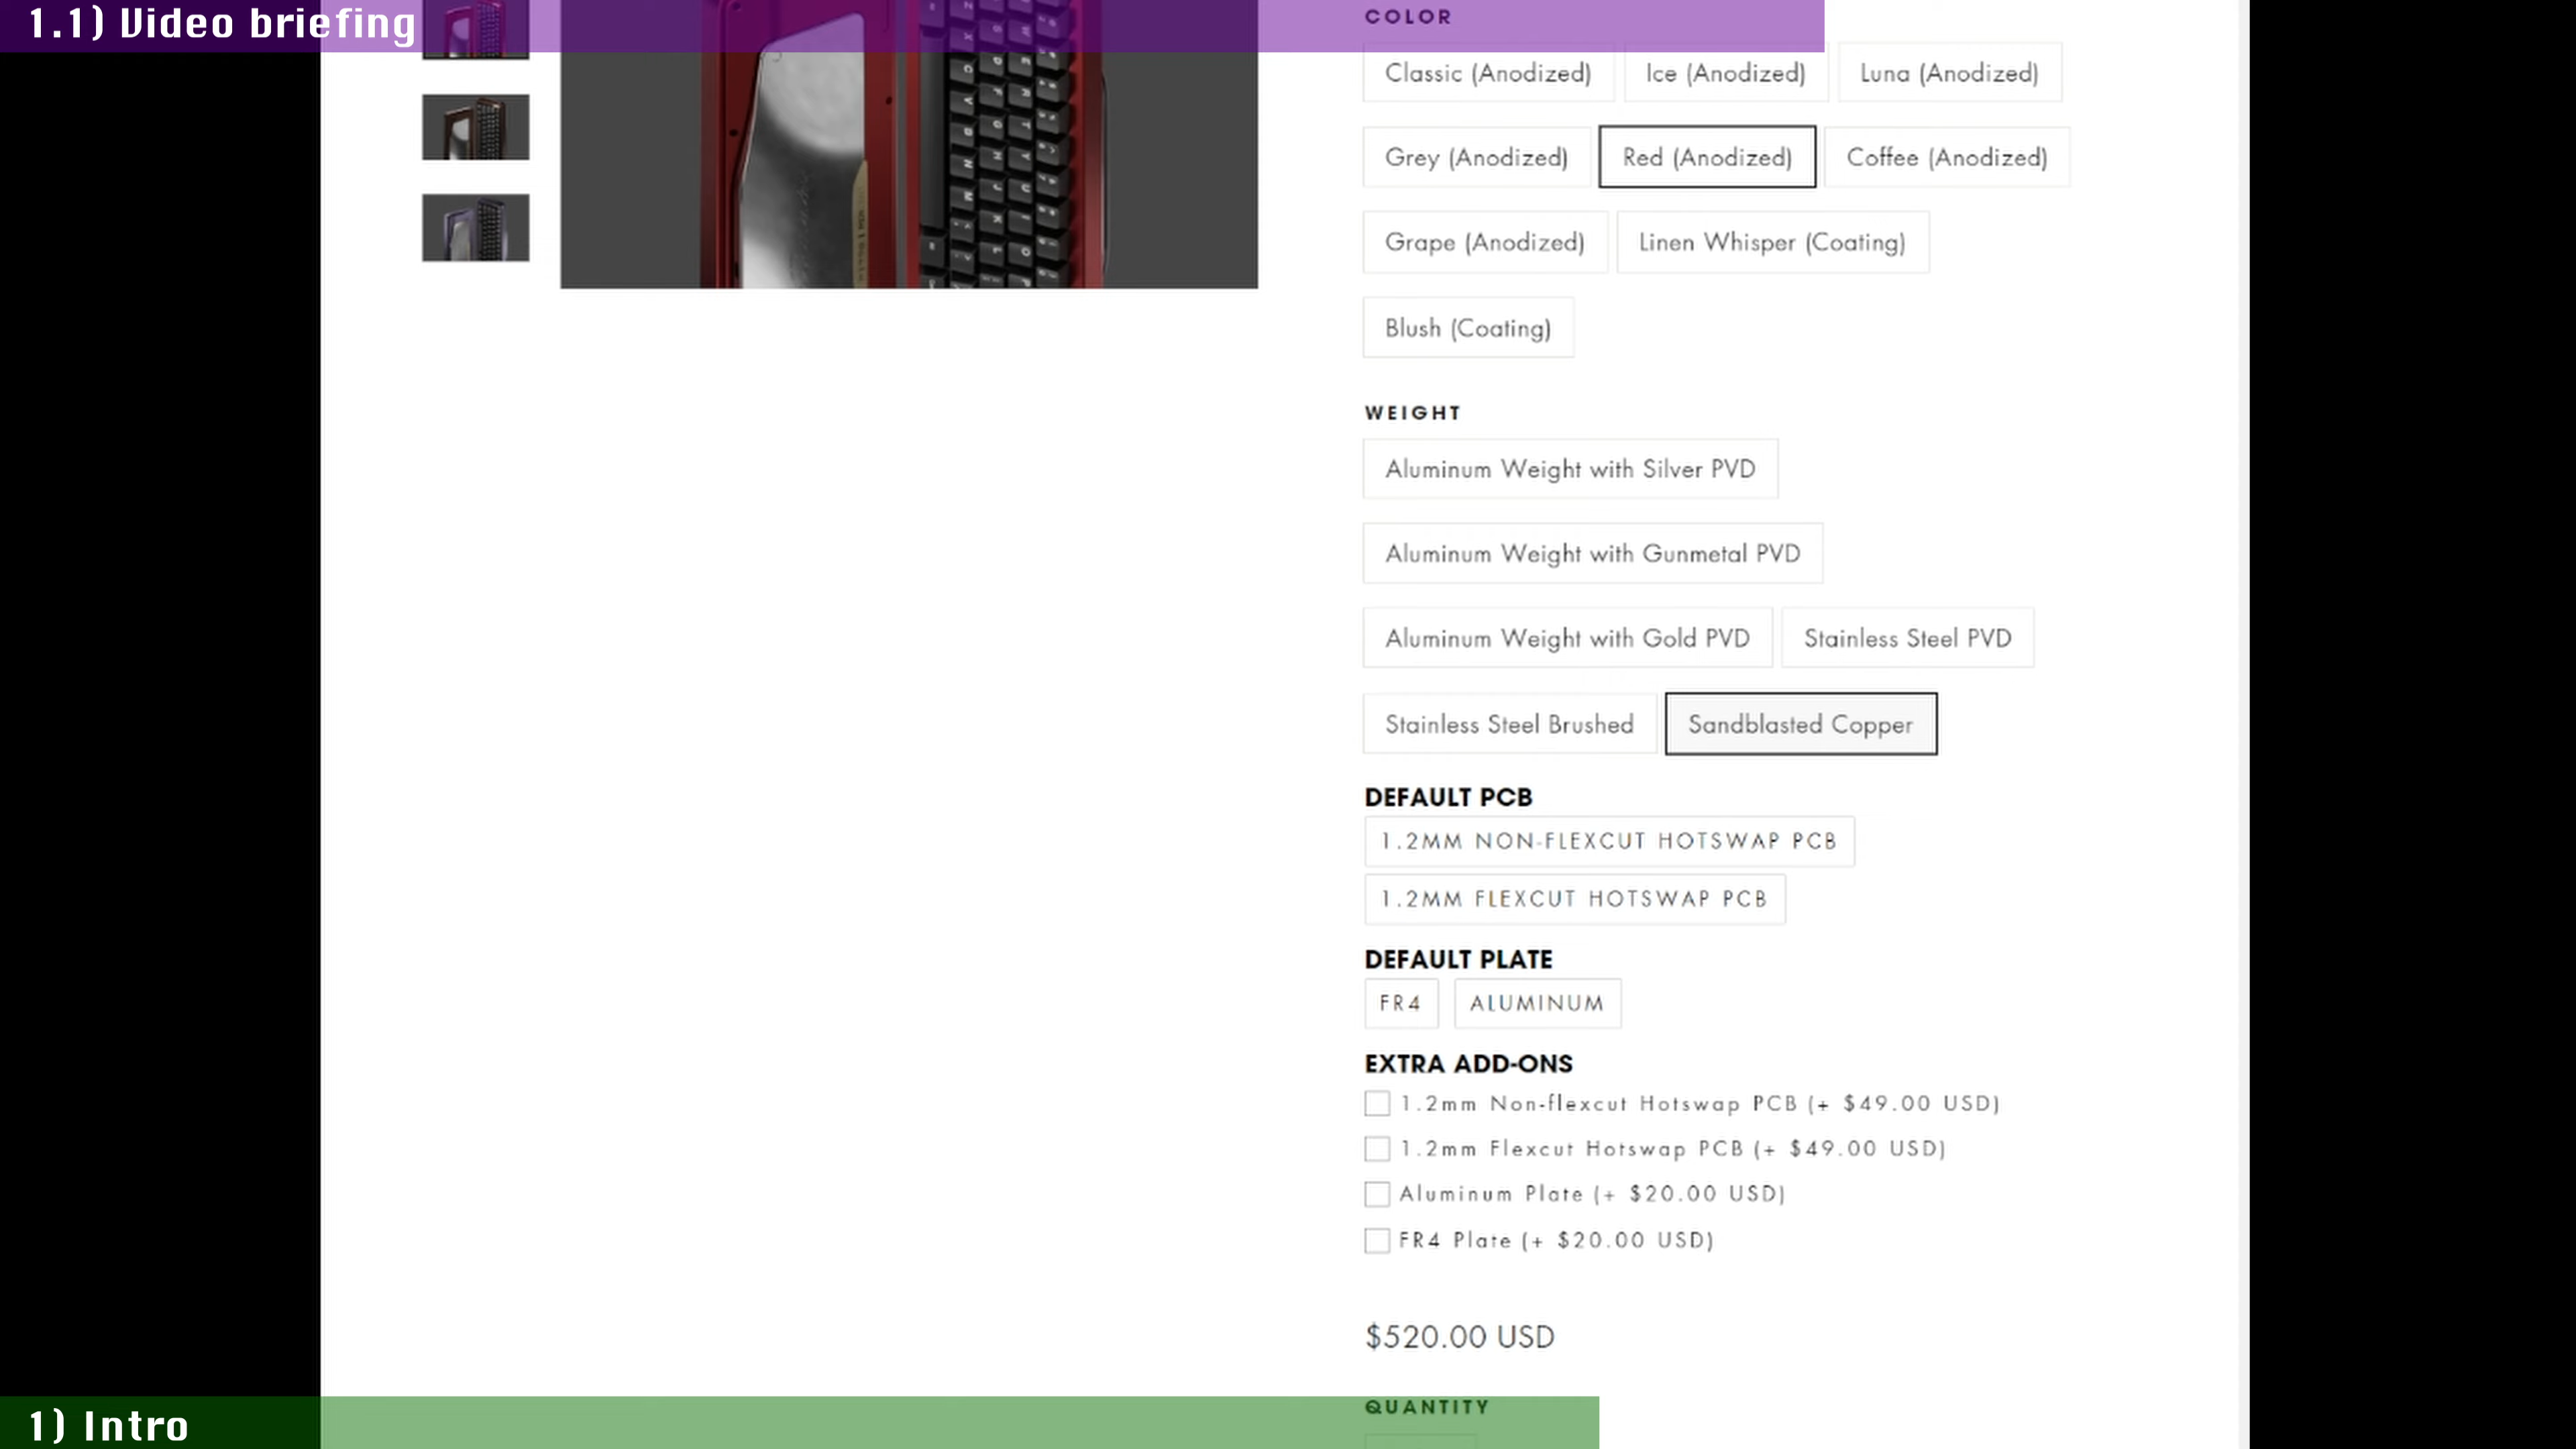 1.1) Video briefing
COLOR
Classic (Anodized) Ice (Anodized) Luna (Anodized)
Grey (Anodized) Red (Anodized) Coffee (Anodized)
Grape (Anodized) Linen Whisper (Coating)
Blush (Coating)
WEIGHT
Aluminum Weight with Silver PVD
Aluminum Weight with Gunmetal PVD
Aluminum Weight with Gold PVD Stainless Steel PVD
Stainless Steel Brushed Sandblasted Copper
DEFAULT PCB
1.2MM NON-FLEXCUT HOTSWAP PCB
1.2MM FLEXCUT HOTSWAP PCB
DEFAULT PLATE
FR4 ALUMINUM
EXTRA ADD-ONS
1.2mm Non-flexcut Hotswap PCB (+ $49.00 USD)
1.2mm Flexcut Hotswap PCB (+ $49.00 USD)
Aluminum Plate (+ $20.00 USD)
FR4 Plate (+ $20.00 USD)
$520.00 USD
QUANTITY
1) Intro